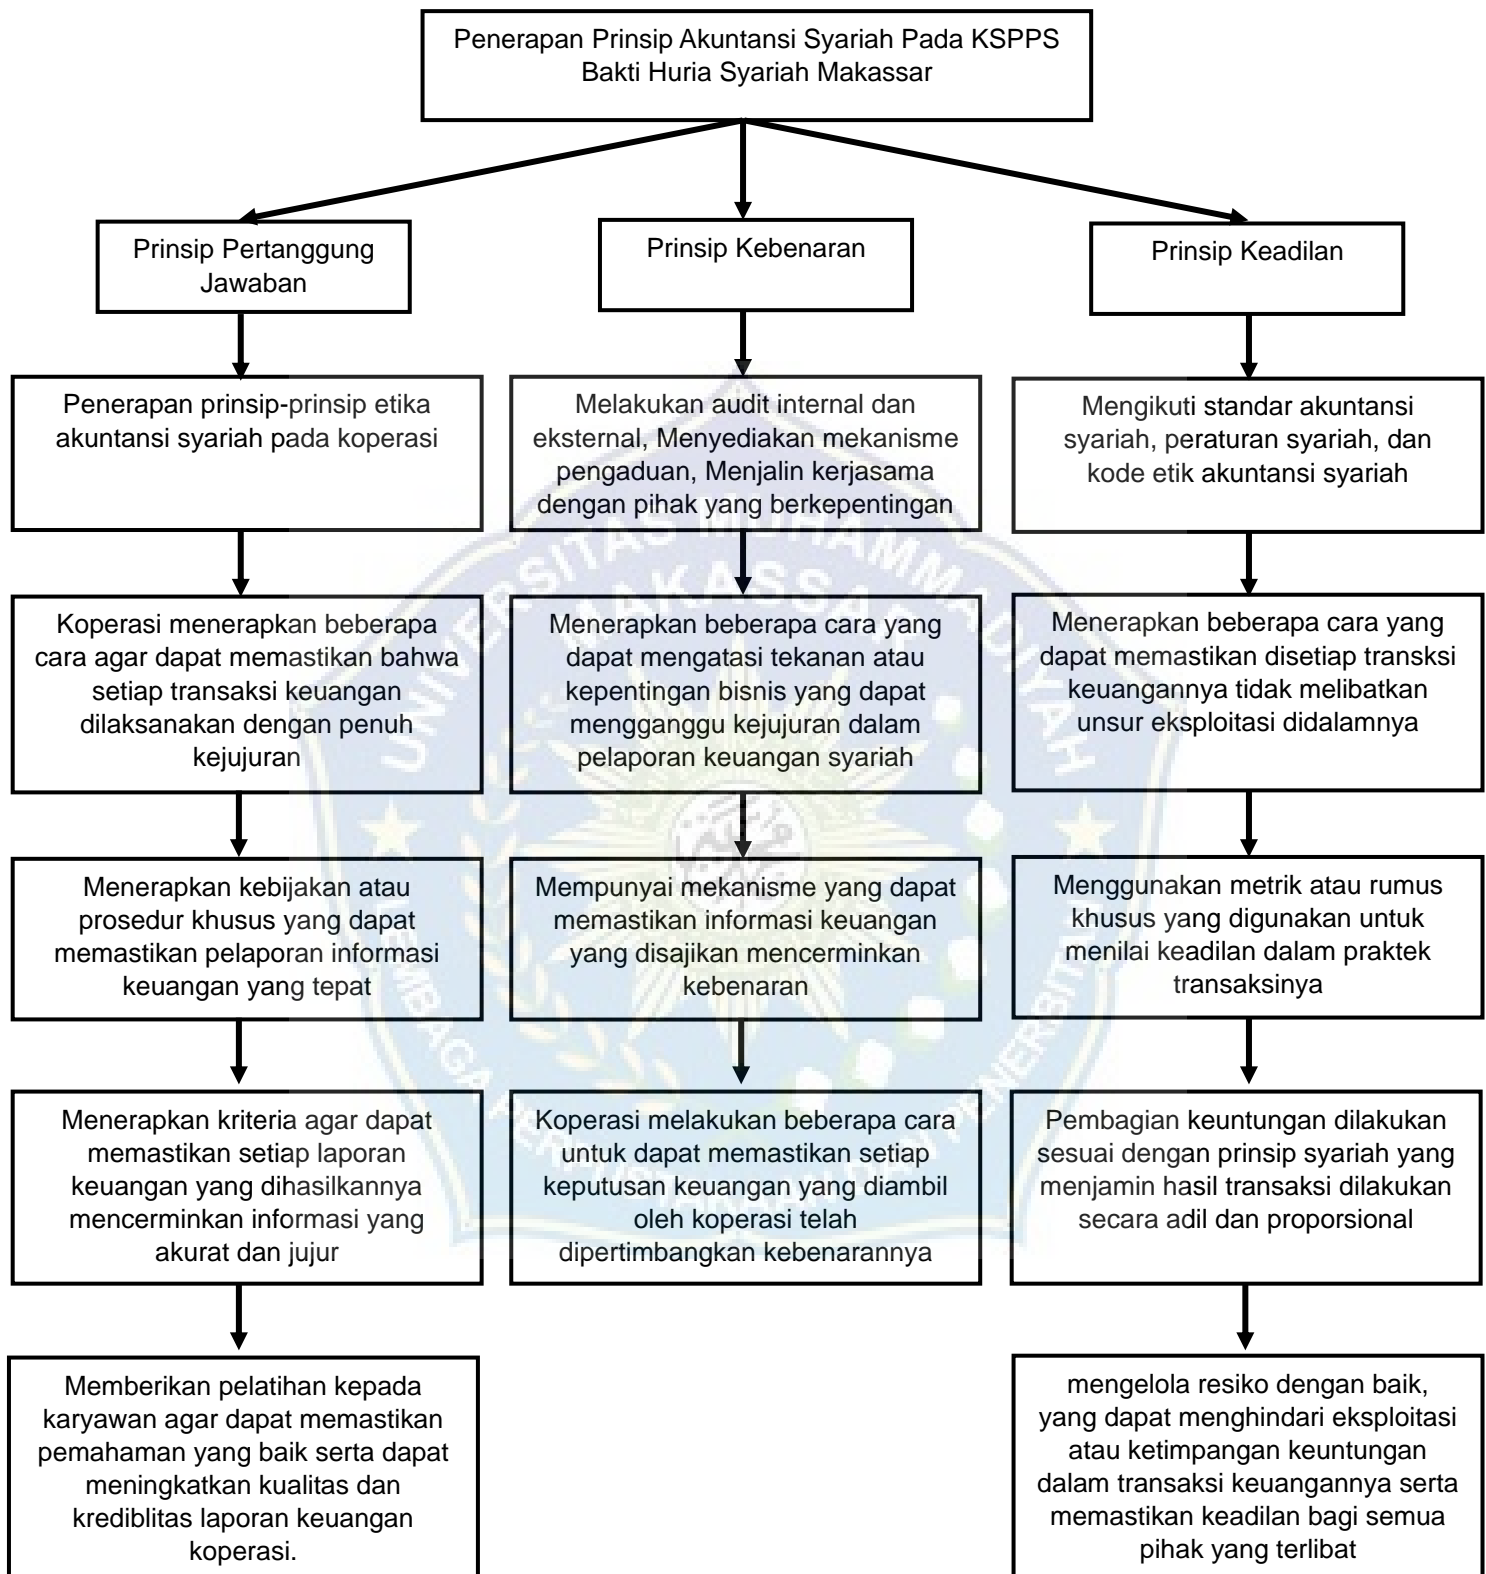 Penerapan Prinsip Akuntansi Syariah Pada KSPPS
Bakti Huria Syariah Makassar
Prinsip Pertanggung
Jawaban
Prinsip Kebenaran
Prinsip Keadilan
Penerapan prinsip-prinsip etika
akuntansi syariah pada koperasi
Melakukan audit internal dan
eksternal, Menyediakan mekanisme
pengaduan, Menjalin kerjasama
dengan pihak yang berkepentingan
Mengikuti standar akuntansi
syariah, peraturan syariah, dan
kode etik akuntansi syariah
Koperasi menerapkan beberapa
cara agar dapat memastikan bahwa
setiap transaksi keuangan
dilaksanakan dengan penuh
kejujuran
Menerapkan beberapa cara yang
dapat mengatasi tekanan atau
kepentingan bisnis yang dapat
mengganggu kejujuran dalam
pelaporan keuangan syariah
Menerapkan beberapa cara yang
dapat memastikan disetiap transksi
keuangannya tidak melibatkan
unsur eksploitasi didalamnya
Menerapkan kebijakan atau
prosedur khusus yang dapat
memastikan pelaporan informasi
keuangan yang tepat
Mempunyai mekanisme yang dapat
memastikan informasi keuangan
yang disajikan mencerminkan
kebenaran
Menggunakan metrik atau rumus
khusus yang digunakan untuk
menilai keadilan dalam praktek
transaksinya
Menerapkan kriteria agar dapat
memastikan setiap laporan
keuangan yang dihasilkannya
mencerminkan informasi yang
akurat dan jujur
Koperasi melakukan beberapa cara
untuk dapat memastikan setiap
keputusan keuangan yang diambil
oleh koperasi telah
dipertimbangkan kebenarannya
Pembagian keuntungan dilakukan
sesuai dengan prinsip syariah yang
menjamin hasil transaksi dilakukan
secara adil dan proporsional
Memberikan pelatihan kepada
karyawan agar dapat memastikan
pemahaman yang baik serta dapat
meningkatkan kualitas dan
krediblitas laporan keuangan
koperasi.
mengelola resiko dengan baik,
yang dapat menghindari eksploitasi
atau ketimpangan keuntungan
dalam transaksi keuangannya serta
memastikan keadilan bagi semua
pihak yang terlibat
UNIVERSITAS MUHAMMADIYAH
MAKASSAR
LEMBAGA PERPUSTAKAAN DAN PENERBITAN